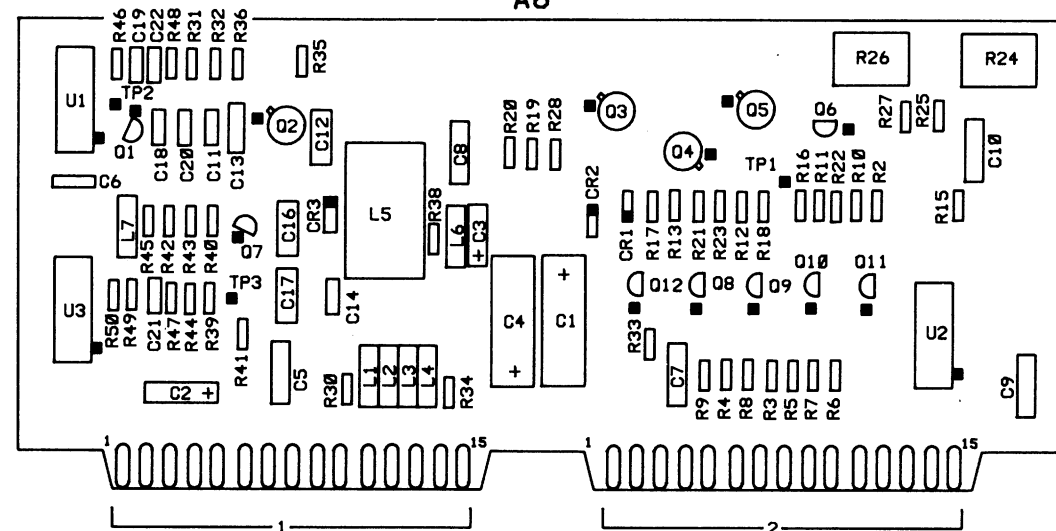 A6
R46 C19 C22 R48 R31 R32 R36
R35
R26 R24
U1 TP2
Q1 C18 C20 C11 C13 Q2 C12 C8 R20 R19 R28 Q3 Q5 Q6 R27 R25 C10
Q4
C6
TP1
CR2 R16 R11 R22 R10 R2
L7 R45 R42 R43 R40 Q7 C16 CR3 L5 R38 L6 C3 +
CR1 R17 R13 R21 R23 R12 R18 R15
U3 R50 R49 C21 R47 R44 R39 TP3 C17 C14
C4 + C1 +
Q12 Q8 Q9 Q10 Q11
R33 U2
R41 C2 + C5 R30 L1 L2 L3 L4 R34
C7 R9 R4 R8 R3 R5 R7 R6 C9
1 15 1 15
1 2